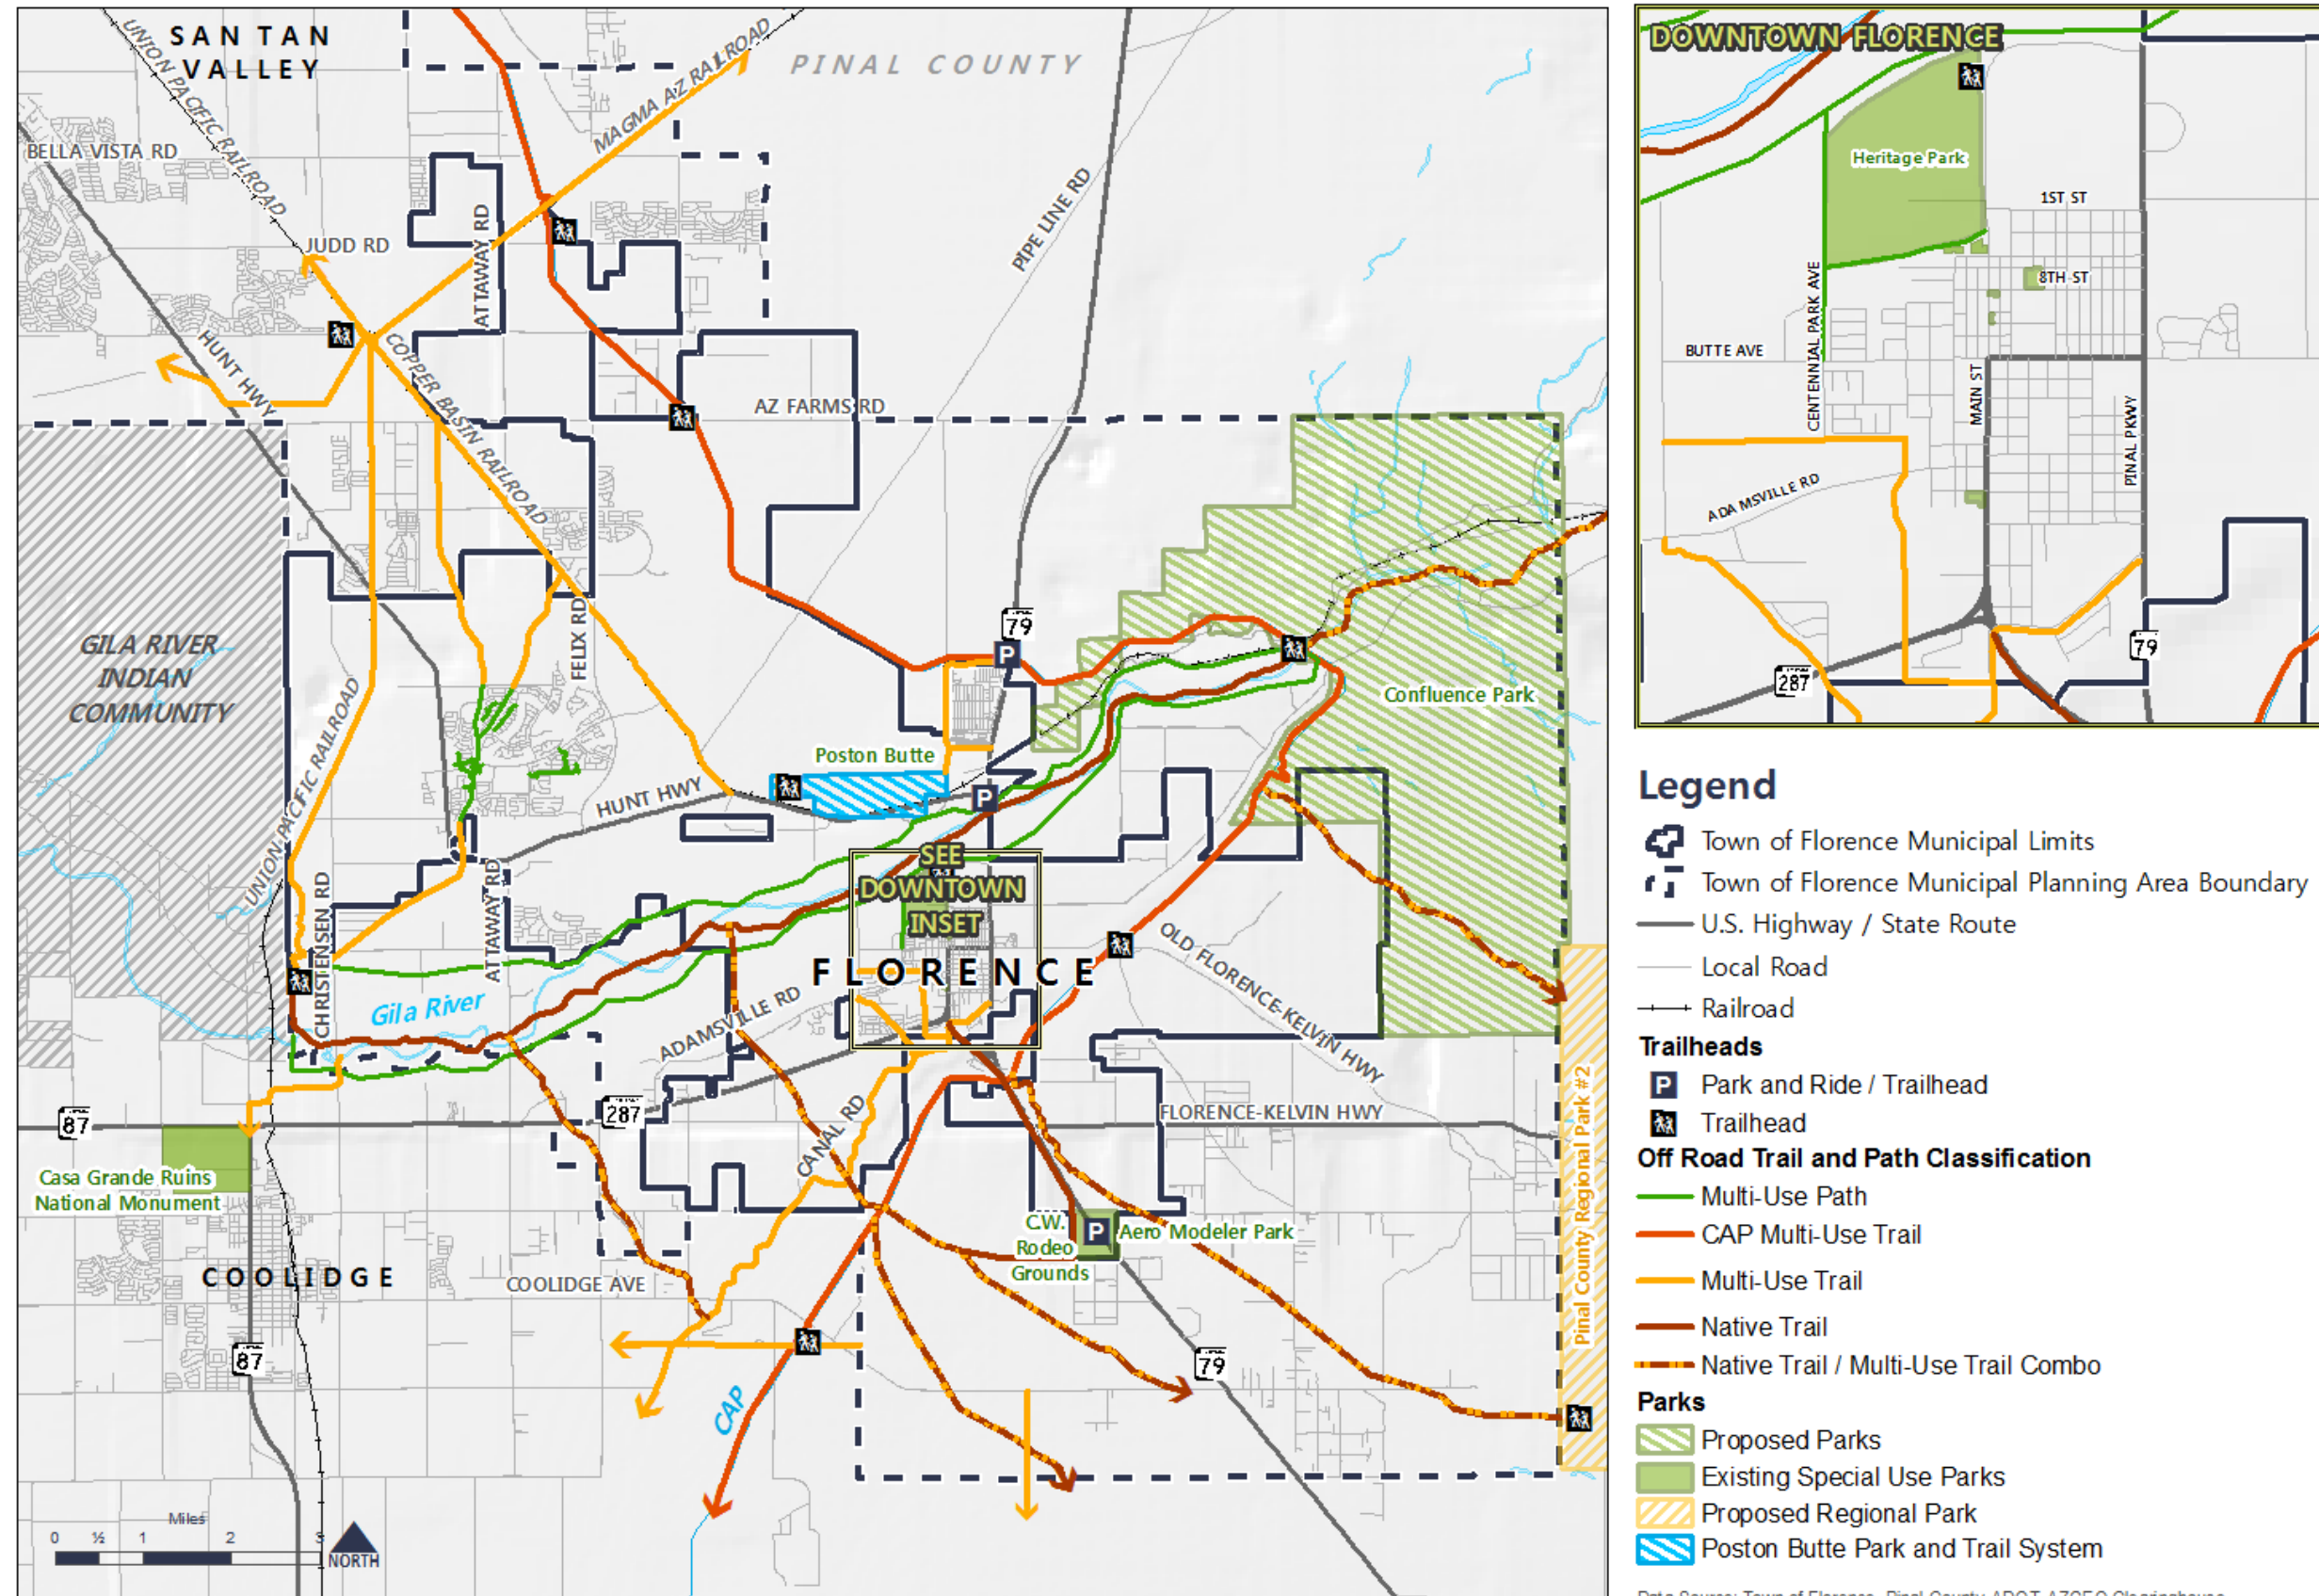 SAN TAN
VALLEY
UNION PACIFIC RAILROAD
MAGMA AZ RAILROAD
PINAL COUNTY
BELLA VISTA RD
JUDD RD
ATTAWAY RD
PIPE LINE RD
HUNT HWY
COPPER BASIN RAILROAD
AZ FARMS RD
GILA RIVER
INDIAN
COMMUNITY
FELIX RD
79
P
Confluence Park
UNION PACIFIC RAILROAD
Poston Butte
HUNT HWY
P
SEE
DOWNTOWN
INSET
CHRISTENSEN RD
ATTAWAY RD
FLORENCE
Gila River
ADAMSVILLE RD
OLD FLORENCE-KELVIN HWY
87
287
CANAL RD
FLORENCE-KELVIN HWY
Pinal County Regional Park #2
Casa Grande Ruins
National Monument
C.W.
Rodeo
Grounds
P
Aero Modeler Park
COOLIDGE
COOLIDGE AVE
87
79
CAP
Miles
0 ½ 1 2 3
NORTH
DOWNTOWN FLORENCE
Heritage Park
1ST ST
8TH ST
CENTENNIAL PARK AVE
BUTTE AVE
MAIN ST
PINAL PKWY
ADAMSVILLE RD
79
287
Legend
Town of Florence Municipal Limits
Town of Florence Municipal Planning Area Boundary
U.S. Highway / State Route
Local Road
Railroad
Trailheads
P Park and Ride / Trailhead
Trailhead
Off Road Trail and Path Classification
Multi-Use Path
CAP Multi-Use Trail
Multi-Use Trail
Native Trail
Native Trail / Multi-Use Trail Combo
Parks
Proposed Parks
Existing Special Use Parks
Proposed Regional Park
Poston Butte Park and Trail System